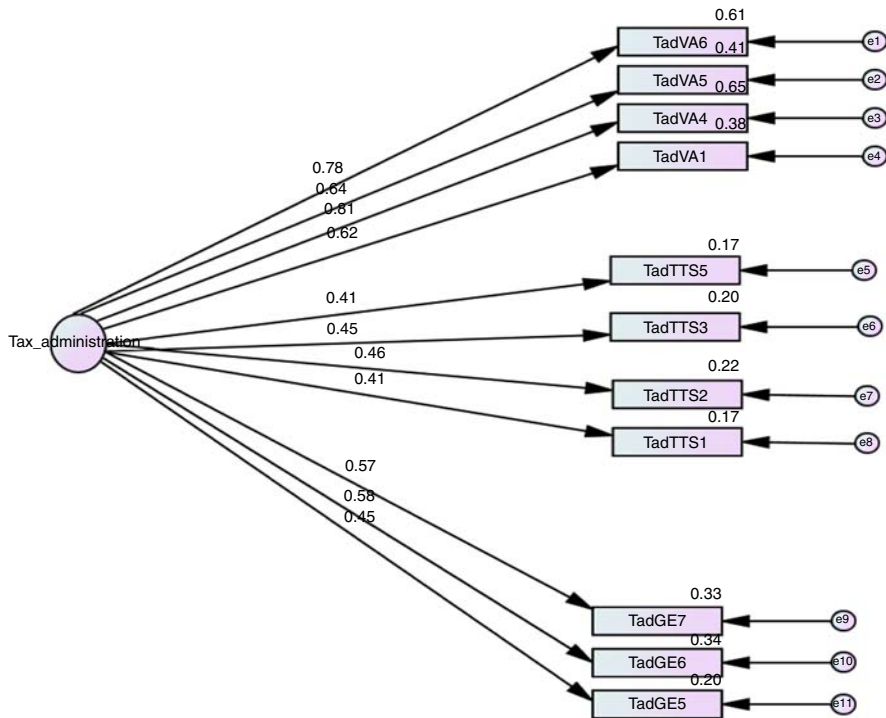 0.61
TadVA6
e1
0.41
TadVA5
e2
0.65
TadVA4
e3
0.38
TadVA1
e4
0.78
0.64
0.81
0.62
0.17
TadTTS5
e5
0.41
0.20
TadTTS3
e6
0.45
Tax_administration
0.46
0.22
TadTTS2
e7
0.41
0.17
TadTTS1
e8
0.57
0.58
0.45
0.33
TadGE7
e9
0.34
TadGE6
e10
0.20
TadGE5
e11